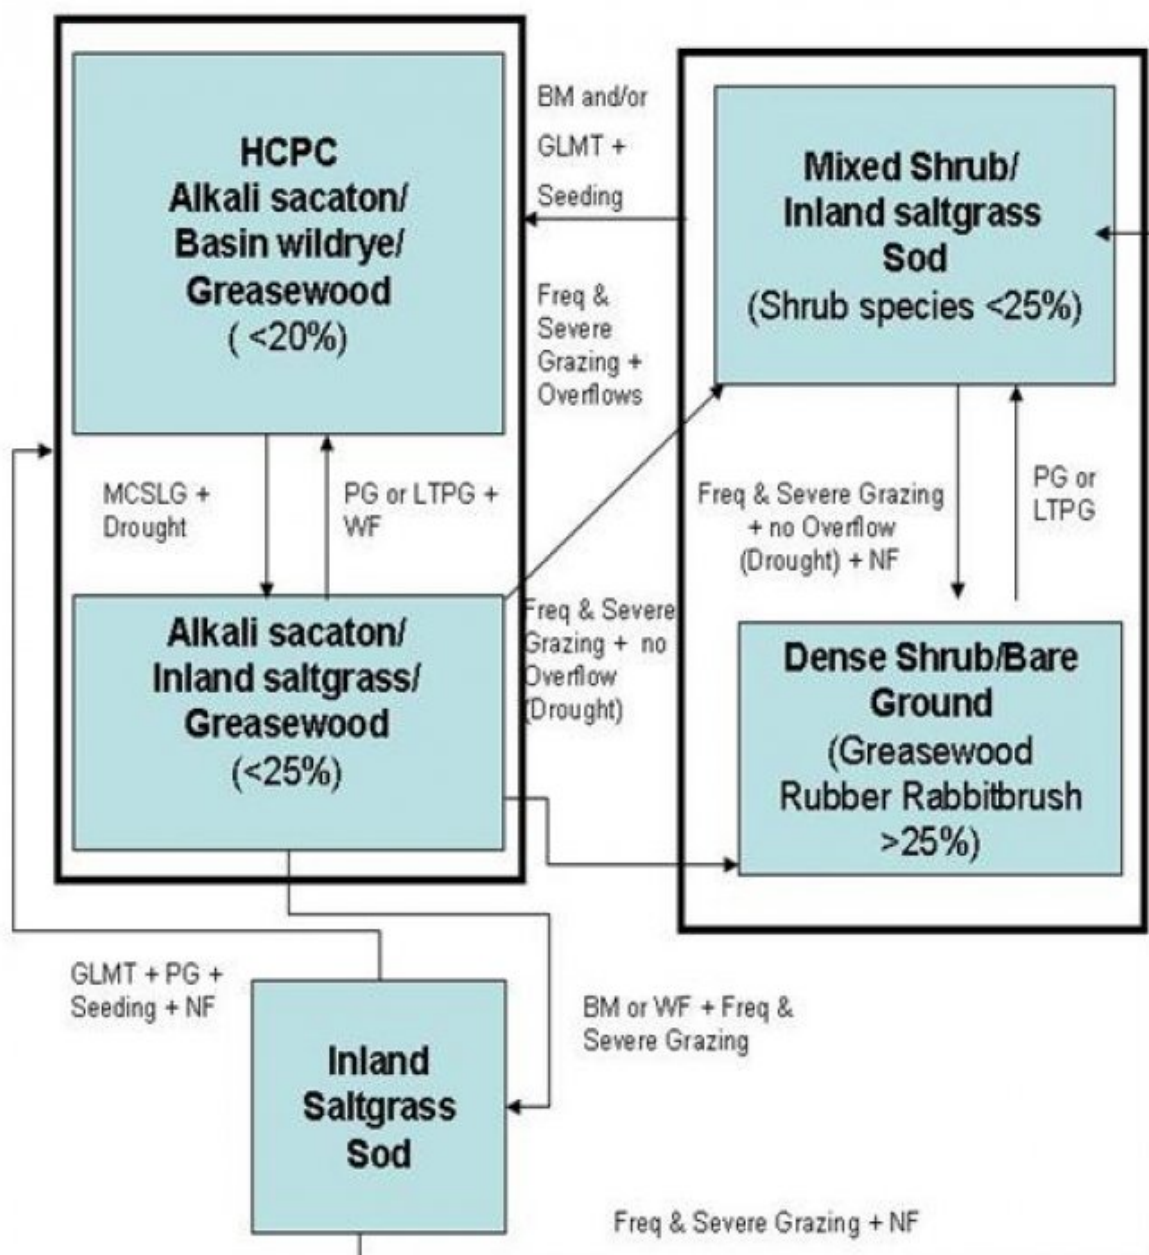 HCPC
Alkali sacaton/
Basin wildrye/
Greasewood
( <20%)
BM and/or
GLMT +
Seeding
Mixed Shrub/
Inland saltgrass
Sod
(Shrub species <25%)
Freq &
Severe
Grazing +
Overflows
MCSLG +
Drought
PG or LTPG +
WF
Freq & Severe Grazing
+ no Overflow
(Drought) + NF
PG or
LTPG
Alkali sacaton/
Inland saltgrass/
Greasewood
(<25%)
Freq & Severe
Grazing + no
Overflow
(Drought)
Dense Shrub/Bare
Ground
(Greasewood
Rubber Rabbitbrush
>25%)
GLMT + PG +
Seeding + NF
BM or WF + Freq &
Severe Grazing
Inland
Saltgrass
Sod
Freq & Severe Grazing + NF